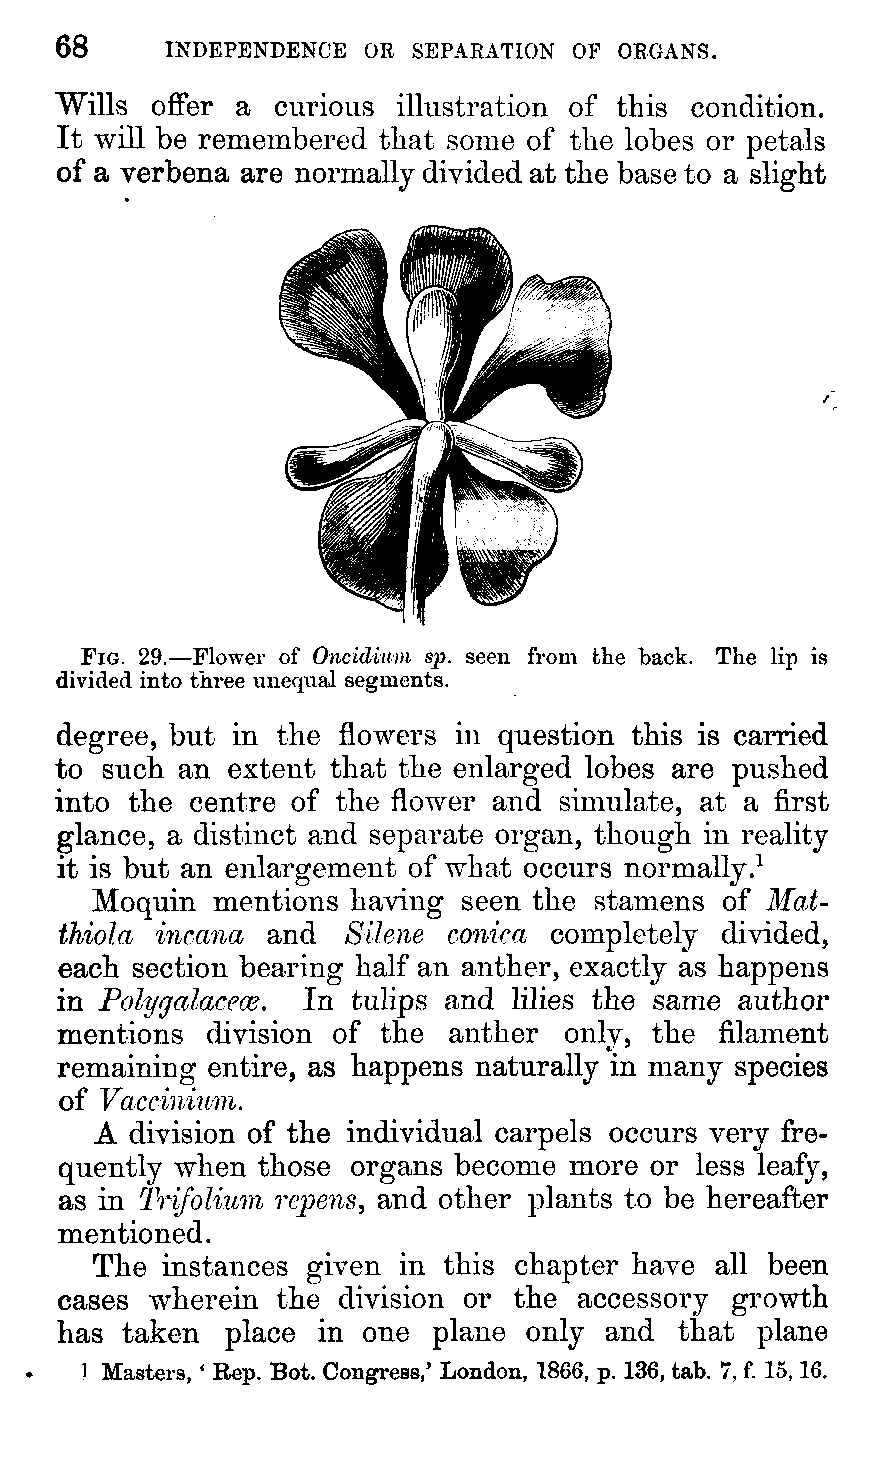 68 INDEPENDENCE OR SEPARATION OF ORGANS.
Wills offer a curious illustration of this condition.
It will be remembered that some of the lobes or petals
of a verbena are normally divided at the base to a slight
FIG. 29.—Flower of Oncidium sp. seen from the back. The lip is
divided into three unequal segments.
degree, but in the flowers in question this is carried
to such an extent that the enlarged lobes are pushed
into the centre of the flower and simulate, at a first
glance, a distinct and separate organ, though in reality
it is but an enlargement of what occurs normally.¹
Moquin mentions having seen the stamens of Mat-
thiola incana and Silene conica completely divided,
each section bearing half an anther, exactly as happens
in Polygalaceæ. In tulips and lilies the same author
mentions division of the anther only, the filament
remaining entire, as happens naturally in many species
of Vaccinium.
A division of the individual carpels occurs very fre-
quently when those organs become more or less leafy,
as in Trifolium repens, and other plants to be hereafter
mentioned.
The instances given in this chapter have all been
cases wherein the division or the accessory growth
has taken place in one plane only and that plane
1 Masters, ‘ Rep. Bot. Congress,’ London, 1866, p. 136, tab. 7, f. 15, 16.